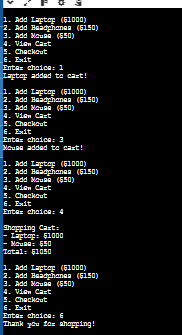 1. Add Laptop ($1000)
2. Add Headphones ($150)
3. Add Mouse ($50)
4. View Cart
5. Checkout
6. Exit
Enter choice: 1
Laptop added to cart!
1. Add Laptop ($1000)
2. Add Headphones ($150)
3. Add Mouse ($50)
4. View Cart
5. Checkout
6. Exit
Enter choice: 3
Mouse added to cart!
1. Add Laptop ($1000)
2. Add Headphones ($150)
3. Add Mouse ($50)
4. View Cart
5. Checkout
6. Exit
Enter choice: 4
Shopping Cart:
- Laptop: $1000
- Mouse: $50
Total: $1050
1. Add Laptop ($1000)
2. Add Headphones ($150)
3. Add Mouse ($50)
4. View Cart
5. Checkout
6. Exit
Enter choice: 6
Thank you for shopping!